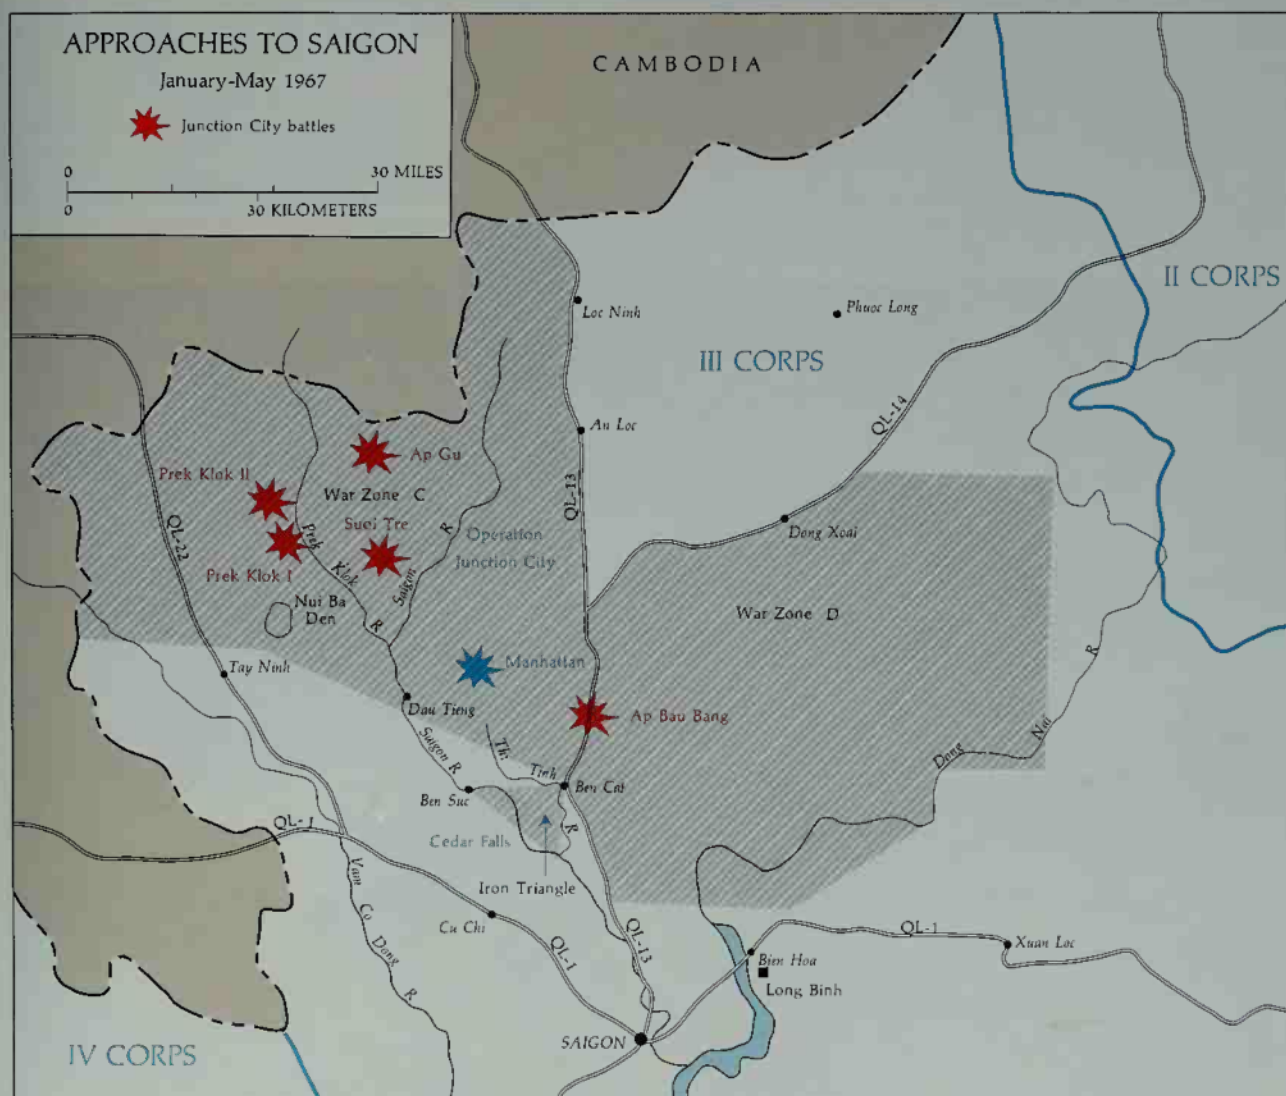 APPROACHES TO SAIGON
January-May 1967
Junction City battles
0 30 MILES
0 30 KILOMETERS
CAMBODIA
II CORPS
Loc Ninh
Phuoc Long
III CORPS
QL-14
An Loc
Ap Gu
Prek Klok II
War Zone C
QL-13
Suoi Tre
R
Operation
Junction City
QL-22
Prek
Klok
R
Dong Xoai
Prek Klok I
Saigon
Nui Ba
Den
War Zone D
Tay Ninh
Manhattan
R
Dau Tieng
Ap Bau Bang
Saigon R
Thi
Tinh
R
Dong
Nai
Ben Suc
Ben Cat
QL-1
Cedar Falls
Iron Triangle
Vam
Co
Dong
R
Cu Chi
QL-1
QL-13
QL-1
Xuan Loc
Bien Hoa
Long Binh
SAIGON
IV CORPS